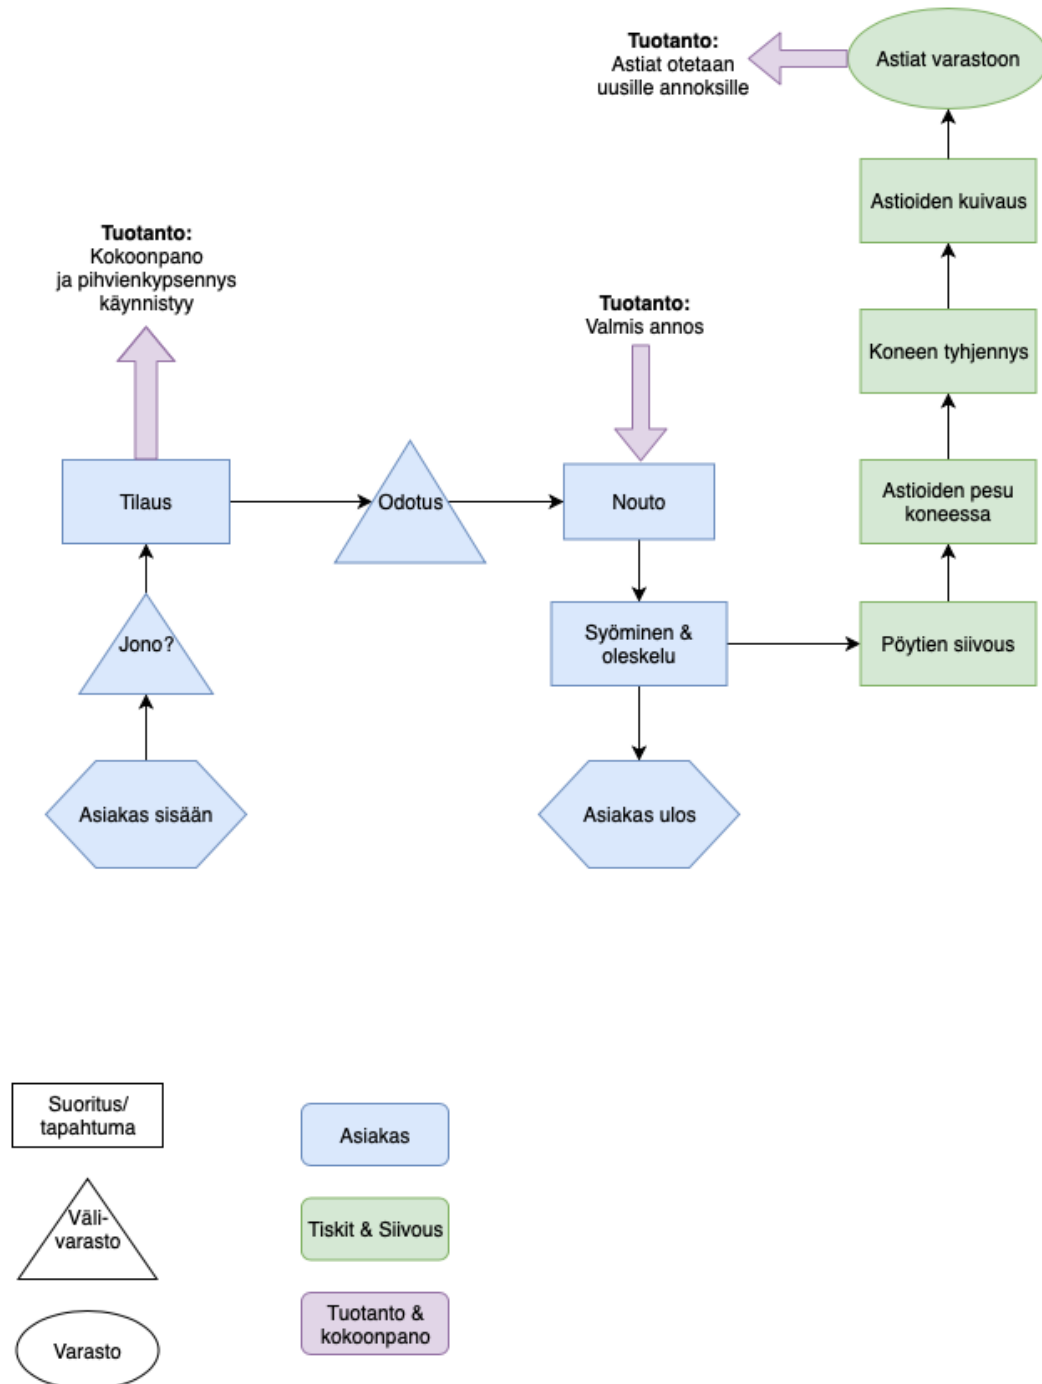 Tuotanto:
Astiat otetaan
uusille annoksille
Astiat varastoon
Astioiden kuivaus
Tuotanto:
Kokoonpano
ja pihvienkypsennys
käynnistyy
Tuotanto:
Valmis annos
Koneen tyhjennys
Tilaus
Odotus
Nouto
Astioiden pesu
koneessa
Jono?
Syöminen &
oleskelu
Pöytien siivous
Asiakas sisään
Asiakas ulos
Suoritus/
tapahtuma
Asiakas
Väli-
varasto
Tiskit & Siivous
Varasto
Tuotanto &
kokoonpano